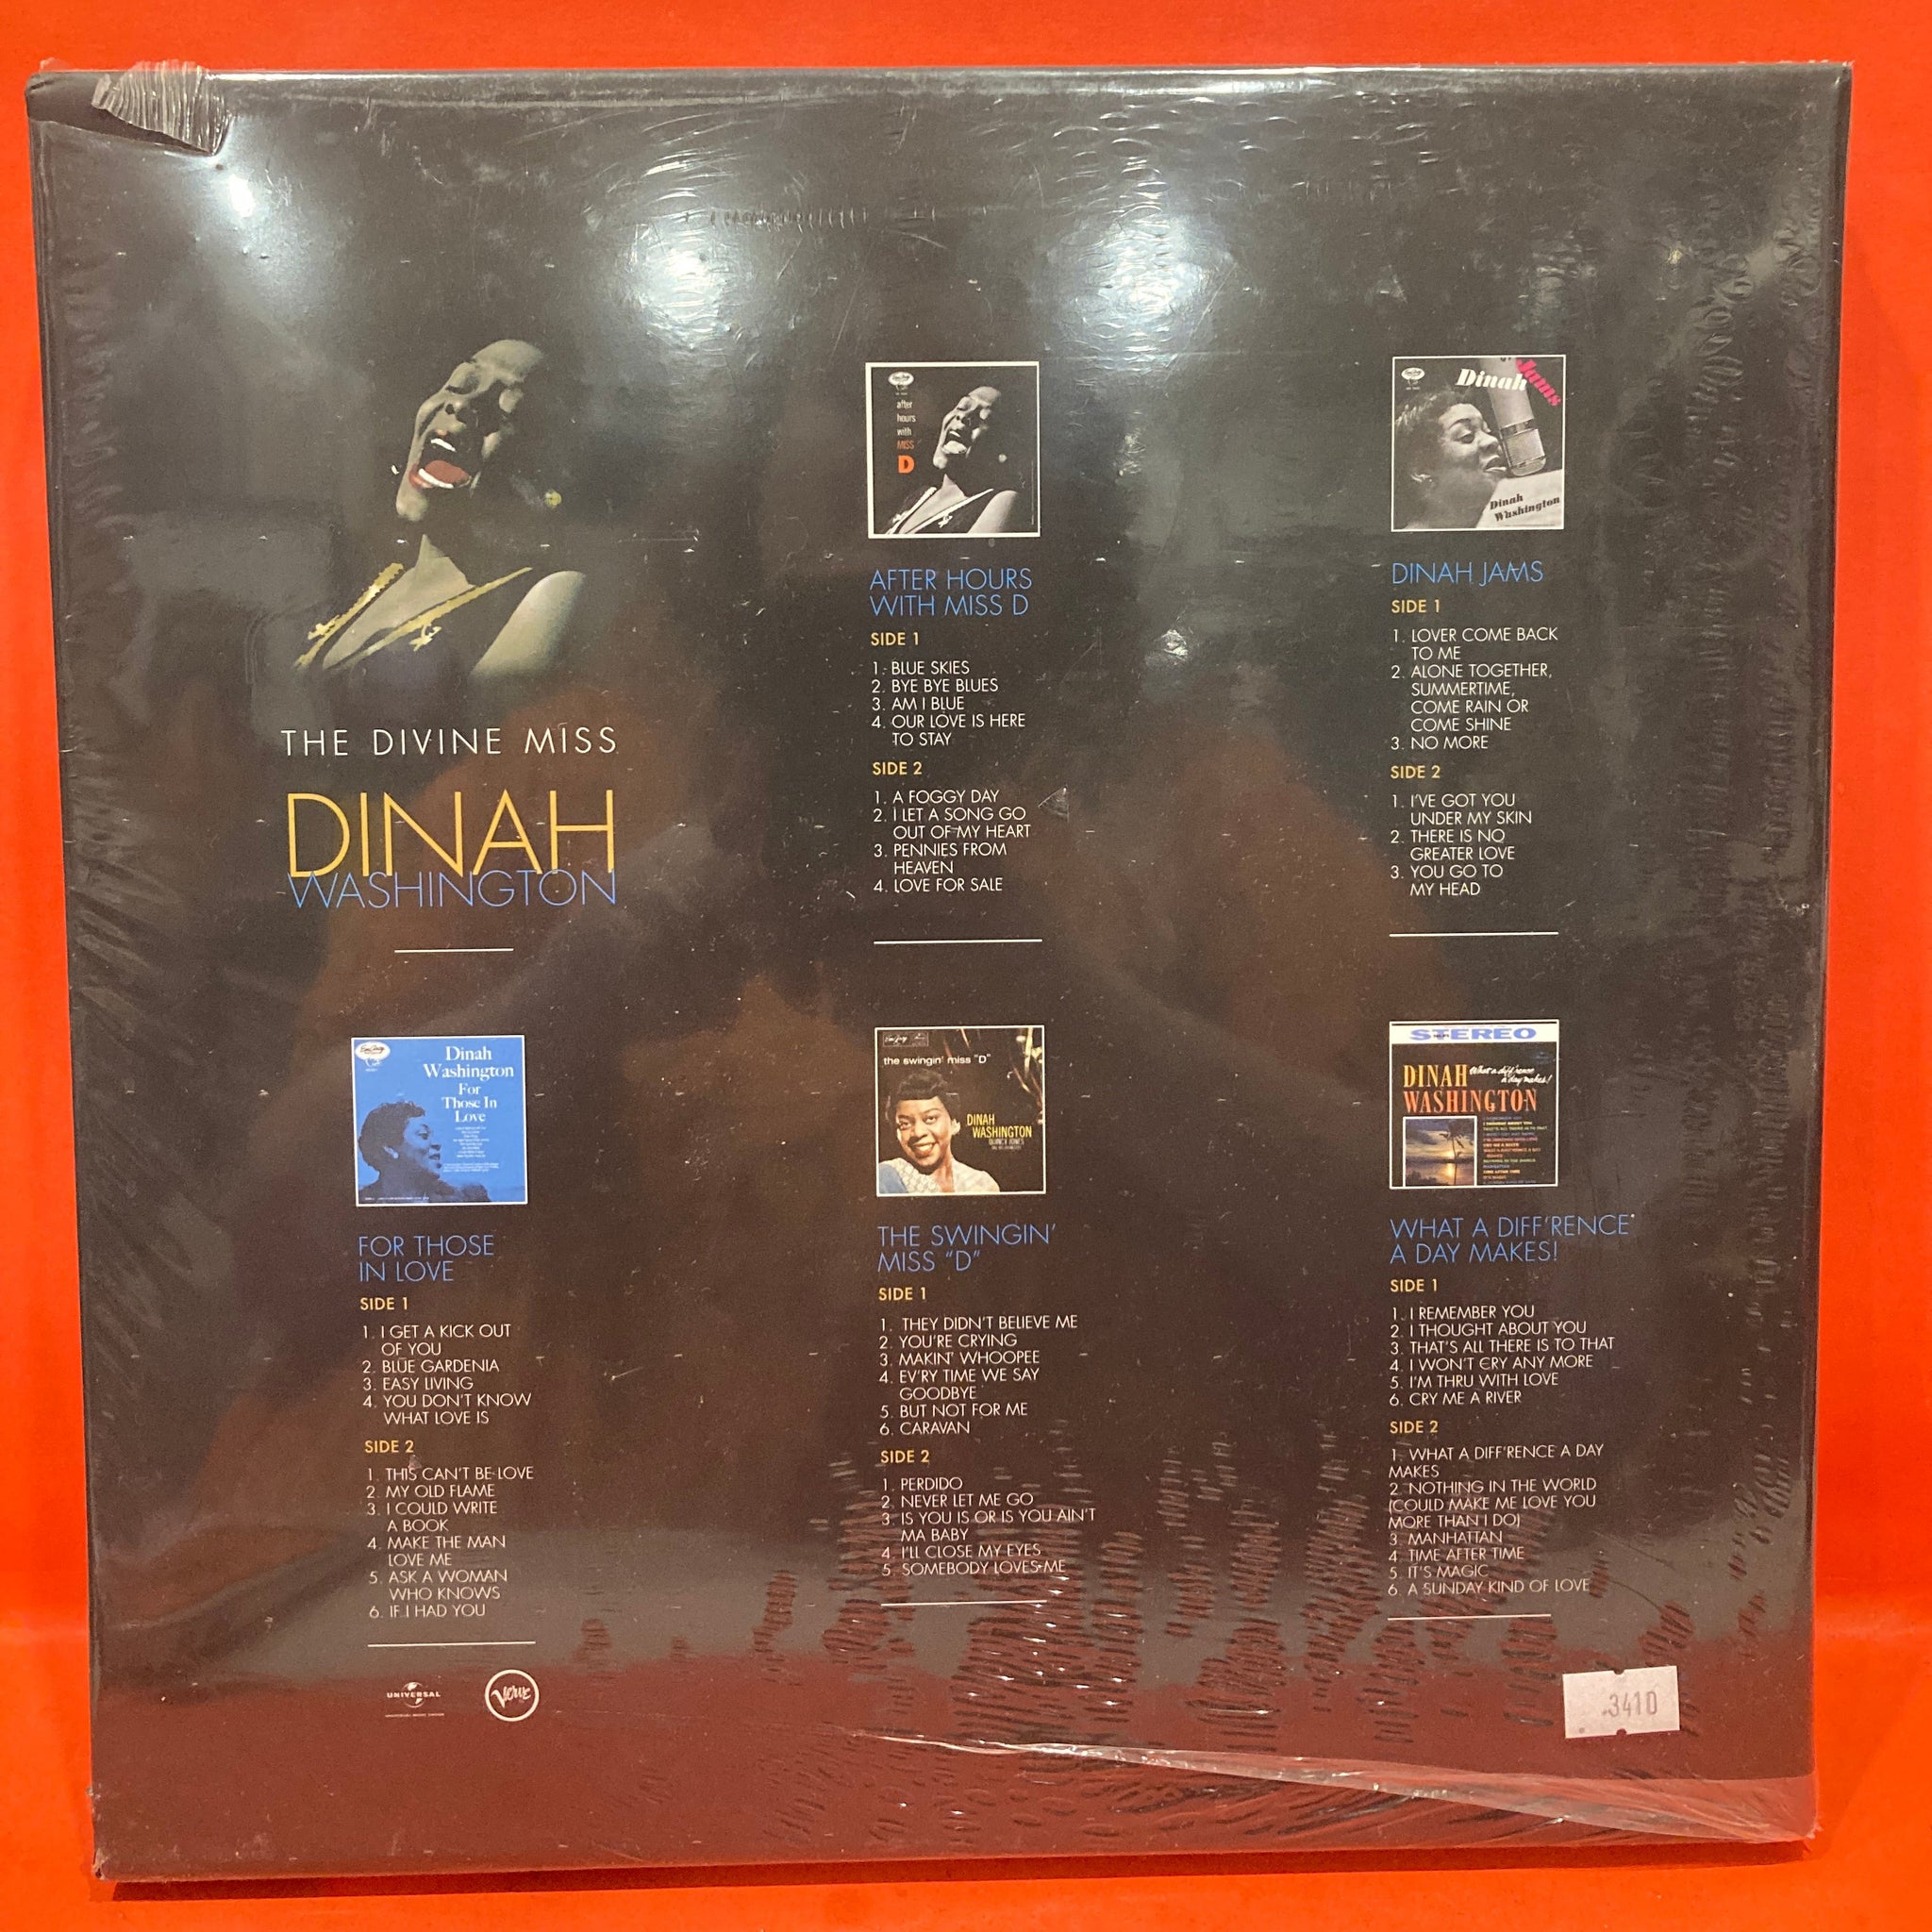 THE DIVINE MISS
DINAH
WASHINGTON
after
hours
with
MISS
D
AFTER HOURS
WITH MISS D
SIDE 1
1. BLUE SKIES
2. BYE BYE BLUES
3. AM I BLUE
4. OUR LOVE IS HERE
TO STAY
SIDE 2
1. A FOGGY DAY
2. I LET A SONG GO
OUT OF MY HEART
3. PENNIES FROM
HEAVEN
4. LOVE FOR SALE
Dinah Jams
Dinah
Washington
DINAH JAMS
SIDE 1
1. LOVER COME BACK
TO ME
2. ALONE TOGETHER,
SUMMERTIME,
COME RAIN OR
COME SHINE
3. NO MORE
SIDE 2
1. I'VE GOT YOU
UNDER MY SKIN
2. THERE IS NO
GREATER LOVE
3. YOU GO TO
MY HEAD
Dinah
Washington
For
Those In
Love
FOR THOSE
IN LOVE
SIDE 1
1. I GET A KICK OUT
OF YOU
2. BLUE GARDENIA
3. EASY LIVING
4. YOU DON'T KNOW
WHAT LOVE IS
SIDE 2
1. THIS CAN'T BE LOVE
2. MY OLD FLAME
3. I COULD WRITE
A BOOK
4. MAKE THE MAN
LOVE ME
5. ASK A WOMAN
WHO KNOWS
6. IF I HAD YOU
the swingin' miss "D"
DINAH
WASHINGTON
QUINCY JONES
THE SWINGIN'
MISS "D"
SIDE 1
1. THEY DIDN'T BELIEVE ME
2. YOU'RE CRYING
3. MAKIN' WHOOPEE
4. EV'RY TIME WE SAY
GOODBYE
5. BUT NOT FOR ME
6. CARAVAN
SIDE 2
1. PERDIDO
2. NEVER LET ME GO
3. IS YOU IS OR IS YOU AIN'T
MA BABY
4. I'LL CLOSE MY EYES
5. SOMEBODY LOVES ME
STEREO
DINAH What a diff'rence
a day makes!
WASHINGTON
WHAT A DIFF'RENCE
A DAY MAKES!
SIDE 1
1. I REMEMBER YOU
2. I THOUGHT ABOUT YOU
3. THAT'S ALL THERE IS TO THAT
4. I WON'T CRY ANY MORE
5. I'M THRU WITH LOVE
6. CRY ME A RIVER
SIDE 2
1. WHAT A DIFF'RENCE A DAY
MAKES
2. NOTHING IN THE WORLD
(COULD MAKE ME LOVE YOU
MORE THAN I DO)
3. MANHATTAN
4. TIME AFTER TIME
5. IT'S MAGIC
6. A SUNDAY KIND OF LOVE
UNIVERSAL
Verve
.3410